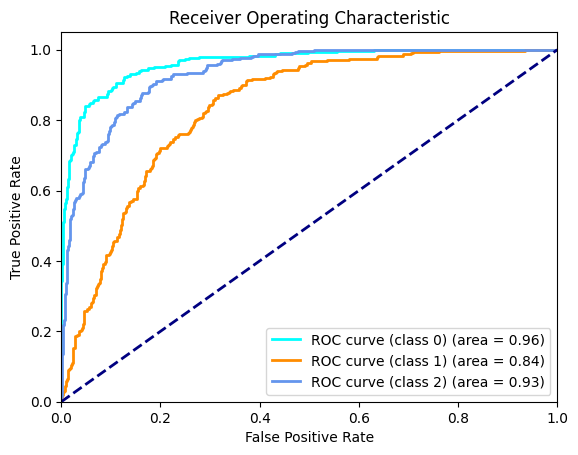 Receiver Operating Characteristic
True Positive Rate
1.0
0.8
0.6
0.4
0.2
0.0
ROC curve (class 0) (area = 0.96)
ROC curve (class 1) (area = 0.84)
ROC curve (class 2) (area = 0.93)
0.0 0.2 0.4 0.6 0.8 1.0
False Positive Rate